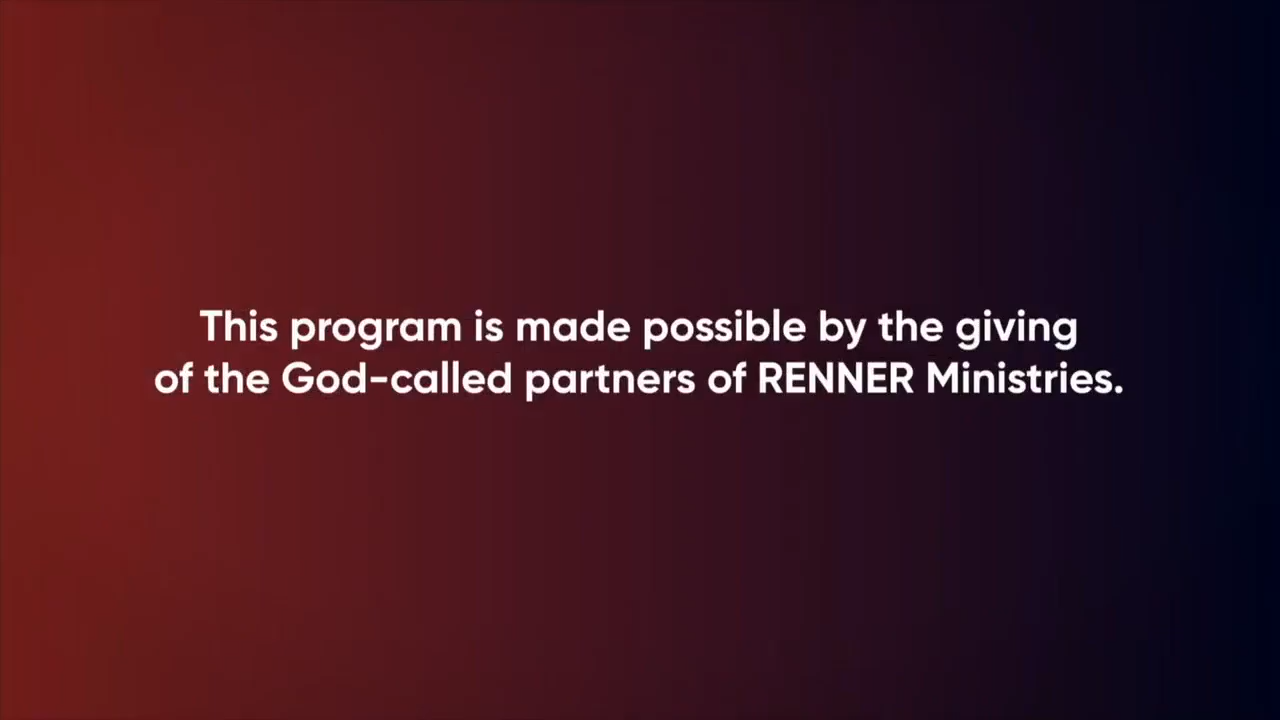 This program is made possible by the giving
of the God-called partners of RENNER Ministries.